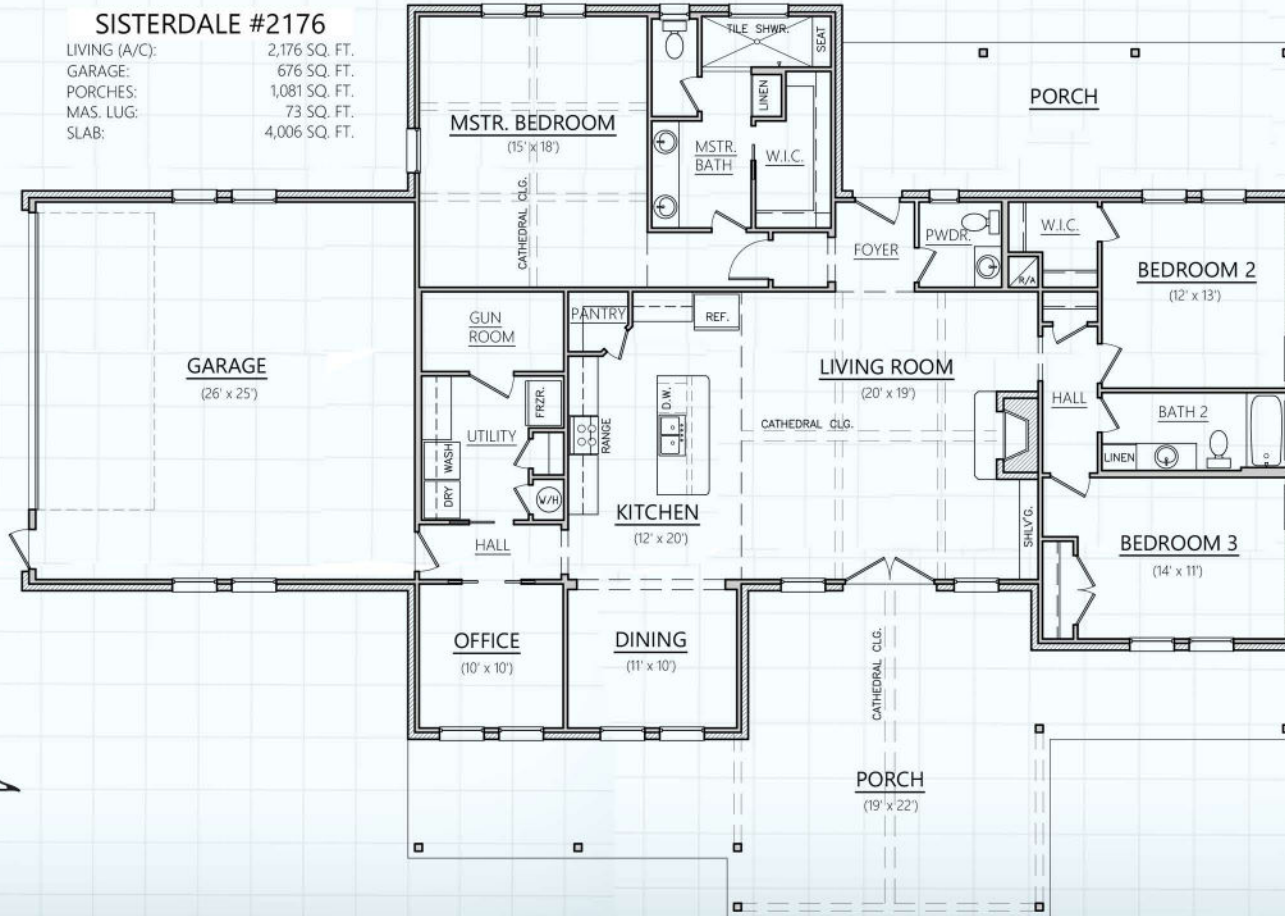 SISTERDALE #2176
LIVING (A/C): 2,176 SQ. FT.
GARAGE: 676 SQ. FT.
PORCHES: 1,081 SQ. FT.
MAS. LUG: 73 SQ. FT.
SLAB: 4,006 SQ. FT.
MSTR. BEDROOM
(15' x 18')
CATHEDRAL CLG.
TILE SHWR.
SEAT
LINEN
MSTR.
BATH
W.I.C.
PORCH
FOYER
PWDR.
W.I.C.
R/A
BEDROOM 2
(12' x 13')
GARAGE
(26' x 25')
GUN
ROOM
PANTRY
REF.
LIVING ROOM
(20' x 19')
CATHEDRAL CLG.
HALL
BATH 2
LINEN
FRZR.
UTILITY
WASH
DRY
W/H
RANGE
D.W.
KITCHEN
(12' x 20')
SHLV'G.
HALL
BEDROOM 3
(14' x 11')
OFFICE
(10' x 10')
DINING
(11' x 10')
CATHEDRAL CLG.
PORCH
(19' x 22')